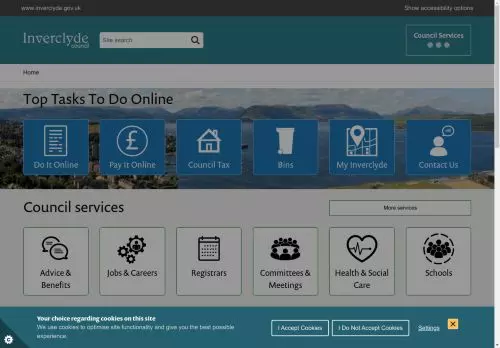 www.inverclyde.gov.uk
Show accessibility options
Inverclyde
council
Site search
Council Services
Home
Top Tasks To Do Online
Do It Online
Pay It Online
Council Tax
Bins
My Inverclyde
Contact Us
Council services
More services
Advice &
Benefits
Jobs & Careers
Registrars
Committees &
Meetings
Health & Social
Care
Schools
Your choice regarding cookies on this site
We use cookies to optimise site functionality and give you the best possible
experience.
I Accept Cookies
I Do Not Accept Cookies
Settings